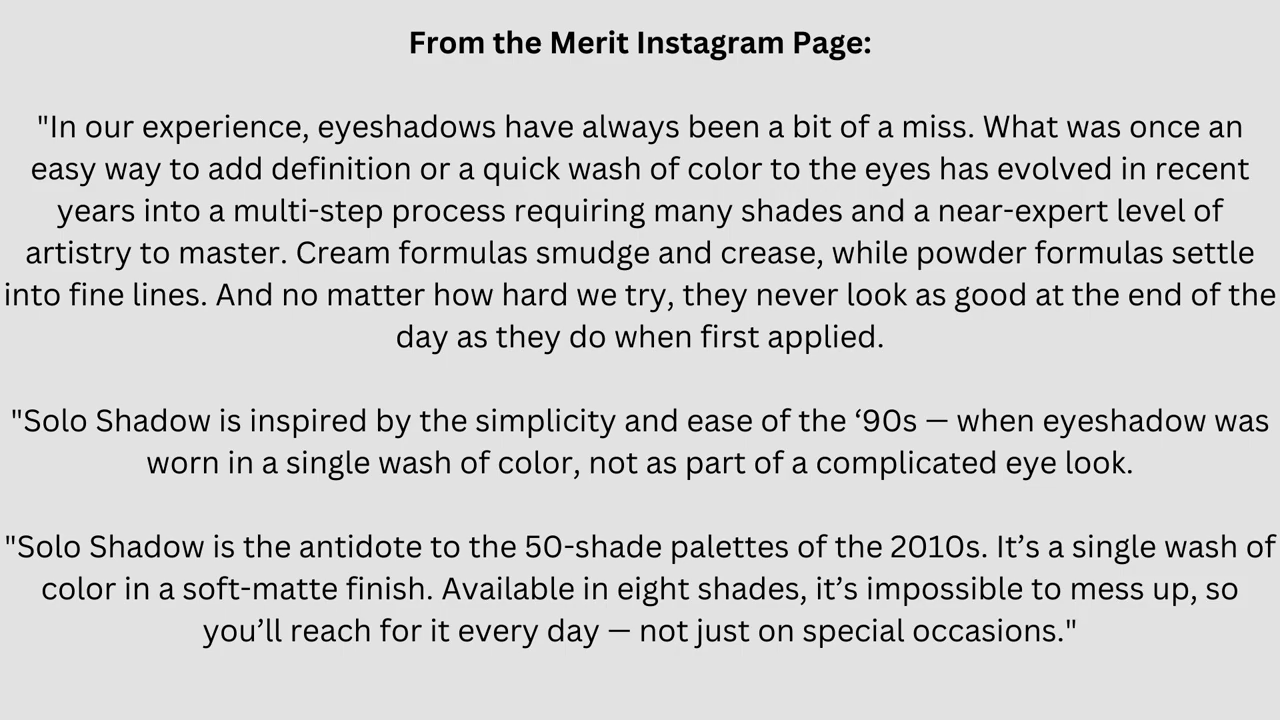 From the Merit Instagram Page:
"In our experience, eyeshadows have always been a bit of a miss. What was once an
easy way to add definition or a quick wash of color to the eyes has evolved in recent
years into a multi-step process requiring many shades and a near-expert level of
artistry to master. Cream formulas smudge and crease, while powder formulas settle
into fine lines. And no matter how hard we try, they never look as good at the end of the
day as they do when first applied.
"Solo Shadow is inspired by the simplicity and ease of the ‘90s — when eyeshadow was
worn in a single wash of color, not as part of a complicated eye look.
"Solo Shadow is the antidote to the 50-shade palettes of the 2010s. It’s a single wash of
color in a soft-matte finish. Available in eight shades, it’s impossible to mess up, so
you’ll reach for it every day — not just on special occasions."